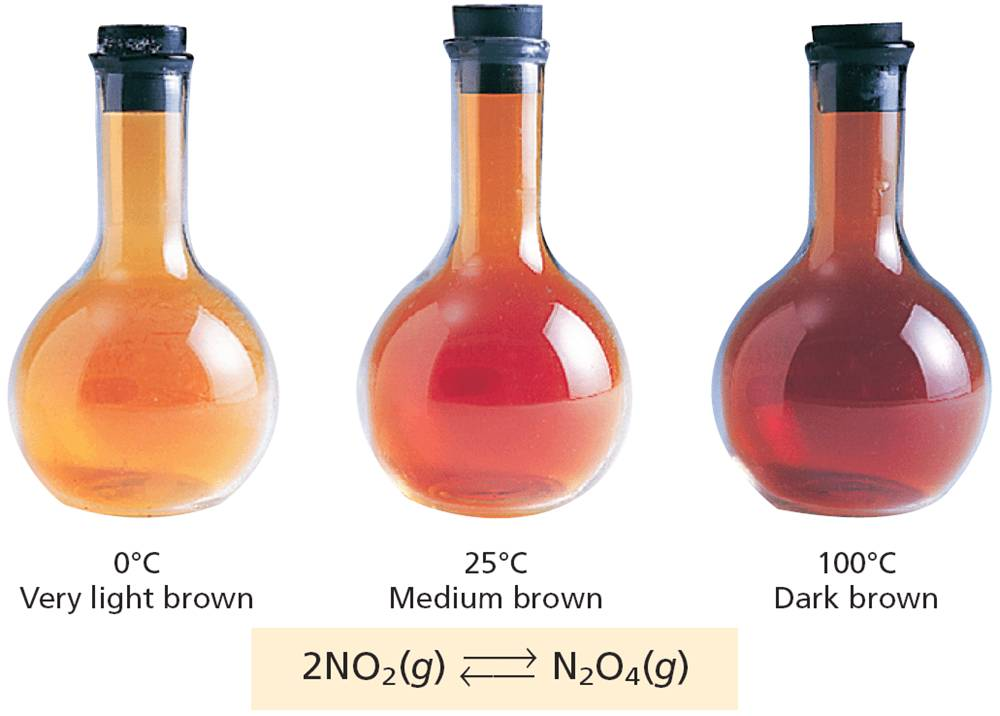 0°C
Very light brown
25°C
Medium brown
100°C
Dark brown
2NO₂(g) ⇄ N₂O₄(g)